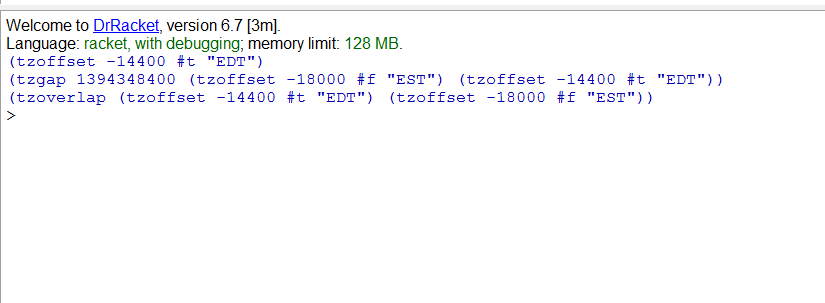 Welcome to DrRacket, version 6.7 [3m].
Language: racket, with debugging; memory limit: 128 MB.
(tzoffset -14400 #t "EDT")
(tzgap 1394348400 (tzoffset -18000 #f "EST") (tzoffset -14400 #t "EDT"))
(tzoverlap (tzoffset -14400 #t "EDT") (tzoffset -18000 #f "EST"))
>